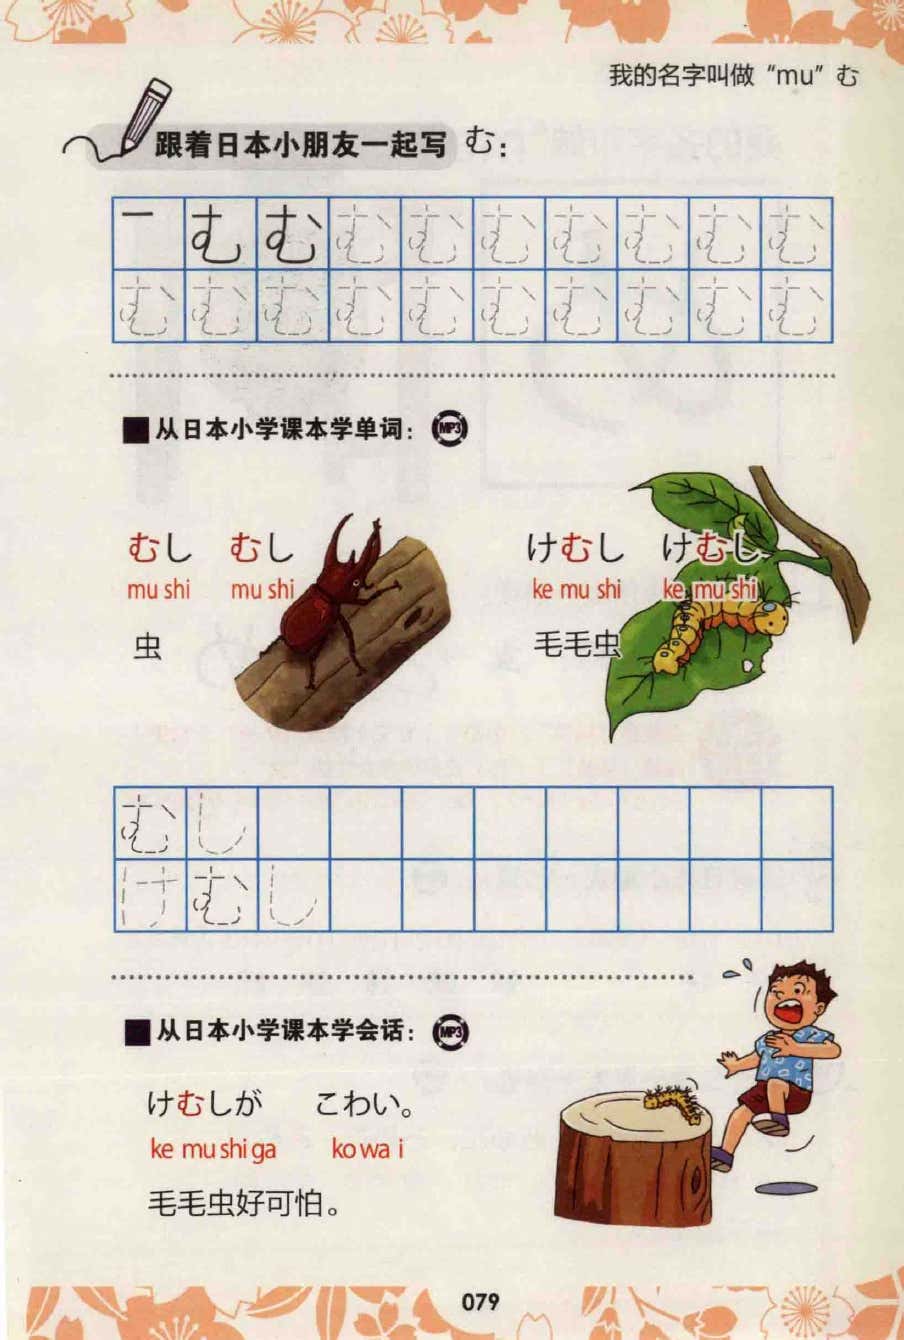 我的名字叫做“mu”む
跟着日本小朋友一起写 む:
一 む む む む む む む む む
む む む む む む む む む む
■从日本小学课本学单词: MP3
むし むし けむし けむし
mu shi mu shi ke mu shi ke mu shi
虫 毛毛虫
む し
け む し
■从日本小学课本学会话: MP3
けむしが こわい。
ke mu shi ga ko wa i
毛毛虫好可怕。
079